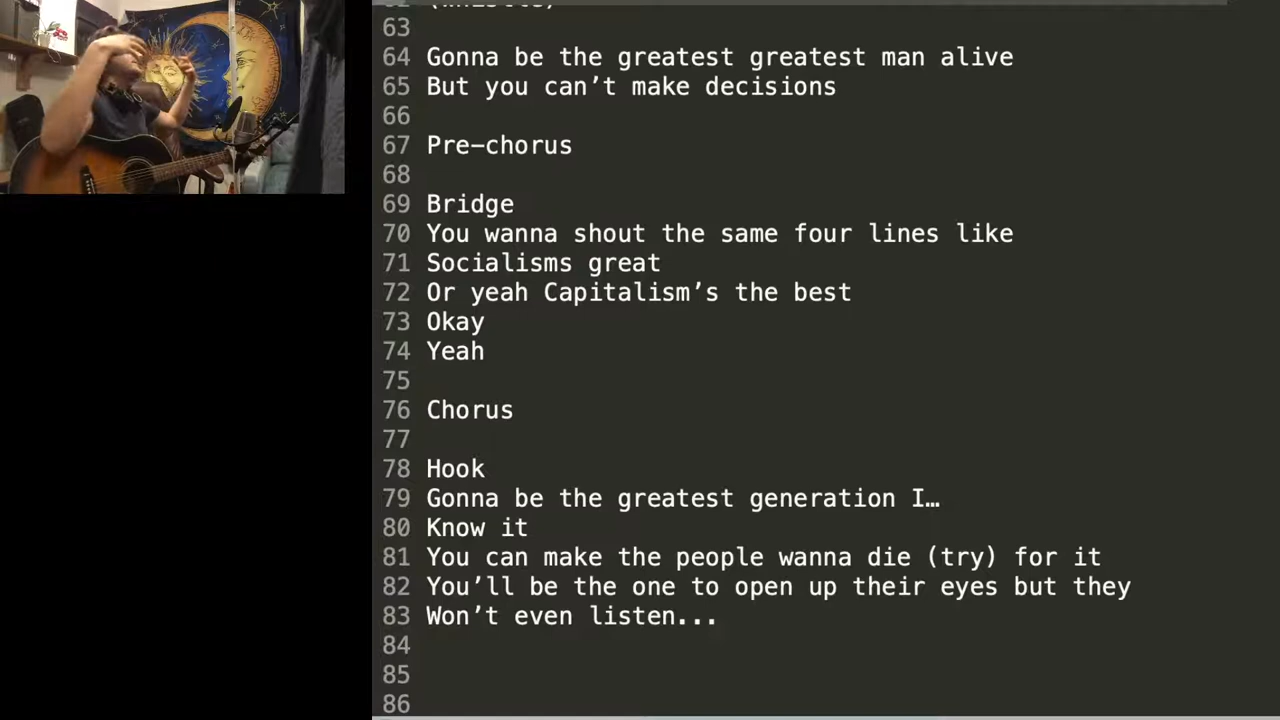 62 (whistle)
63
64 Gonna be the greatest greatest man alive
65 But you can’t make decisions
66
67 Pre-chorus
68
69 Bridge
70 You wanna shout the same four lines like
71 Socialisms great
72 Or yeah Capitalism’s the best
73 Okay
74 Yeah
75
76 Chorus
77
78 Hook
79 Gonna be the greatest generation I…
80 Know it
81 You can make the people wanna die (try) for it
82 You’ll be the one to open up their eyes but they
83 Won’t even listen...
84
85
86